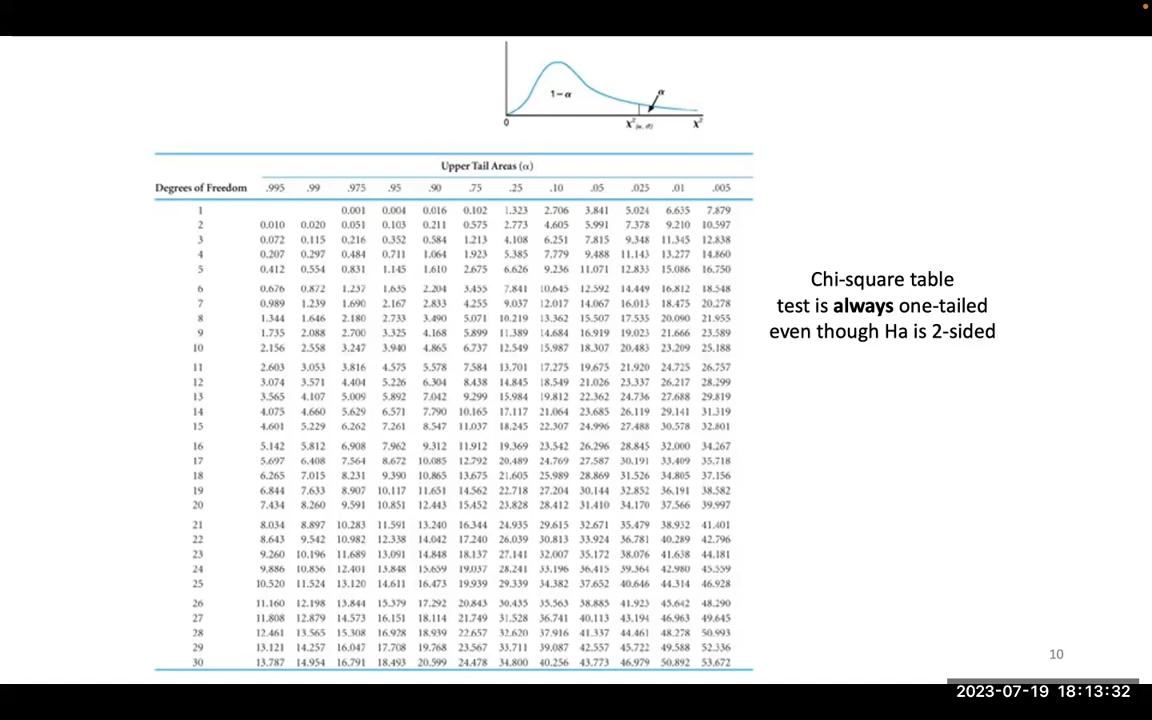 1−α
α
0
X²(α, df)
X²
Upper Tail Areas (α)
Degrees of Freedom .995 .99 .975 .95 .90 .75 .25 .10 .05 .025 .01 .005
1 0.001 0.004 0.016 0.102 1.323 2.706 3.841 5.024 6.635 7.879
2 0.010 0.020 0.051 0.103 0.211 0.575 2.773 4.605 5.991 7.378 9.210 10.597
3 0.072 0.115 0.216 0.352 0.584 1.213 4.108 6.251 7.815 9.348 11.345 12.838
4 0.207 0.297 0.484 0.711 1.064 1.923 5.385 7.779 9.488 11.143 13.277 14.860
5 0.412 0.554 0.831 1.145 1.610 2.675 6.626 9.236 11.071 12.833 15.086 16.750
6 0.676 0.872 1.237 1.635 2.204 3.455 7.841 10.645 12.592 14.449 16.812 18.548
7 0.989 1.239 1.690 2.167 2.833 4.255 9.037 12.017 14.067 16.013 18.475 20.278
8 1.344 1.646 2.180 2.733 3.490 5.071 10.219 13.362 15.507 17.535 20.090 21.955
9 1.735 2.088 2.700 3.325 4.168 5.899 11.389 14.684 16.919 19.023 21.666 23.589
10 2.156 2.558 3.247 3.940 4.865 6.737 12.549 15.987 18.307 20.483 23.209 25.188
11 2.603 3.053 3.816 4.575 5.578 7.584 13.701 17.275 19.675 21.920 24.725 26.757
12 3.074 3.571 4.404 5.226 6.304 8.438 14.845 18.549 21.026 23.337 26.217 28.299
13 3.565 4.107 5.009 5.892 7.042 9.299 15.984 19.812 22.362 24.736 27.688 29.819
14 4.075 4.660 5.629 6.571 7.790 10.165 17.117 21.064 23.685 26.119 29.141 31.319
15 4.601 5.229 6.262 7.261 8.547 11.037 18.245 22.307 24.996 27.488 30.578 32.801
16 5.142 5.812 6.908 7.962 9.312 11.912 19.369 23.542 26.296 28.845 32.000 34.267
17 5.697 6.408 7.564 8.672 10.085 12.792 20.489 24.769 27.587 30.191 33.409 35.718
18 6.265 7.015 8.231 9.390 10.865 13.675 21.605 25.989 28.869 31.526 34.805 37.156
19 6.844 7.633 8.907 10.117 11.651 14.562 22.718 27.204 30.144 32.852 36.191 38.582
20 7.434 8.260 9.591 10.851 12.443 15.452 23.828 28.412 31.410 34.170 37.566 39.997
21 8.034 8.897 10.283 11.591 13.240 16.344 24.935 29.615 32.671 35.479 38.932 41.401
22 8.643 9.542 10.982 12.338 14.042 17.240 26.039 30.813 33.924 36.781 40.289 42.796
23 9.260 10.196 11.689 13.091 14.848 18.137 27.141 32.007 35.172 38.076 41.638 44.181
24 9.886 10.856 12.401 13.848 15.659 19.037 28.241 33.196 36.415 39.364 42.980 45.559
25 10.520 11.524 13.120 14.611 16.473 19.939 29.339 34.382 37.652 40.646 44.314 46.928
26 11.160 12.198 13.844 15.379 17.292 20.843 30.435 35.563 38.885 41.923 45.642 48.290
27 11.808 12.879 14.573 16.151 18.114 21.749 31.528 36.741 40.113 43.194 46.963 49.645
28 12.461 13.565 15.308 16.928 18.939 22.657 32.620 37.916 41.337 44.461 48.278 50.993
29 13.121 14.257 16.047 17.708 19.768 23.567 33.711 39.087 42.557 45.722 49.588 52.336
30 13.787 14.954 16.791 18.493 20.599 24.478 34.800 40.256 43.773 46.979 50.892 53.672
Chi-square table
test is always one-tailed
even though Ha is 2-sided
10
2023-07-19 18:13:32